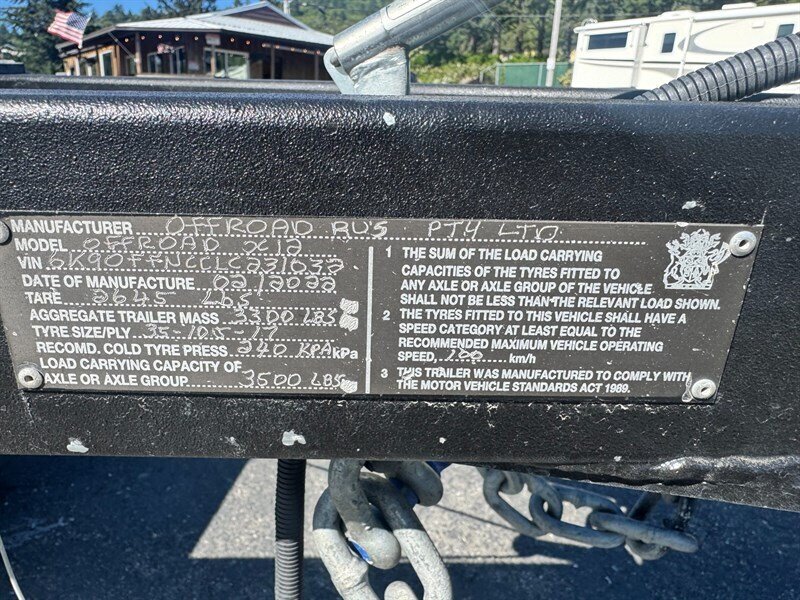 MANUFACTURER OFFROAD RUS PTY LTD
MODEL OFFROAD
VIN
DATE OF MANUFACTURE 02/2022
TARE 2645 LBS
AGGREGATE TRAILER MASS 3300 LBS
TYRE SIZE/PLY 35-10.5-17
RECOMD. COLD TYRE PRESS 240 KPA kPa
LOAD CARRYING CAPACITY OF
AXLE OR AXLE GROUP 3500 LBS
1 THE SUM OF THE LOAD CARRYING
CAPACITIES OF THE TYRES FITTED TO
ANY AXLE OR AXLE GROUP OF THE VEHICLE
SHALL NOT BE LESS THAN THE RELEVANT LOAD SHOWN.
2 THE TYRES FITTED TO THIS VEHICLE SHALL HAVE A
SPEED CATEGORY AT LEAST EQUAL TO THE
RECOMMENDED MAXIMUM VEHICLE OPERATING
SPEED, 100 km/h
3 THIS TRAILER WAS MANUFACTURED TO COMPLY WITH
THE MOTOR VEHICLE STANDARDS ACT 1989.